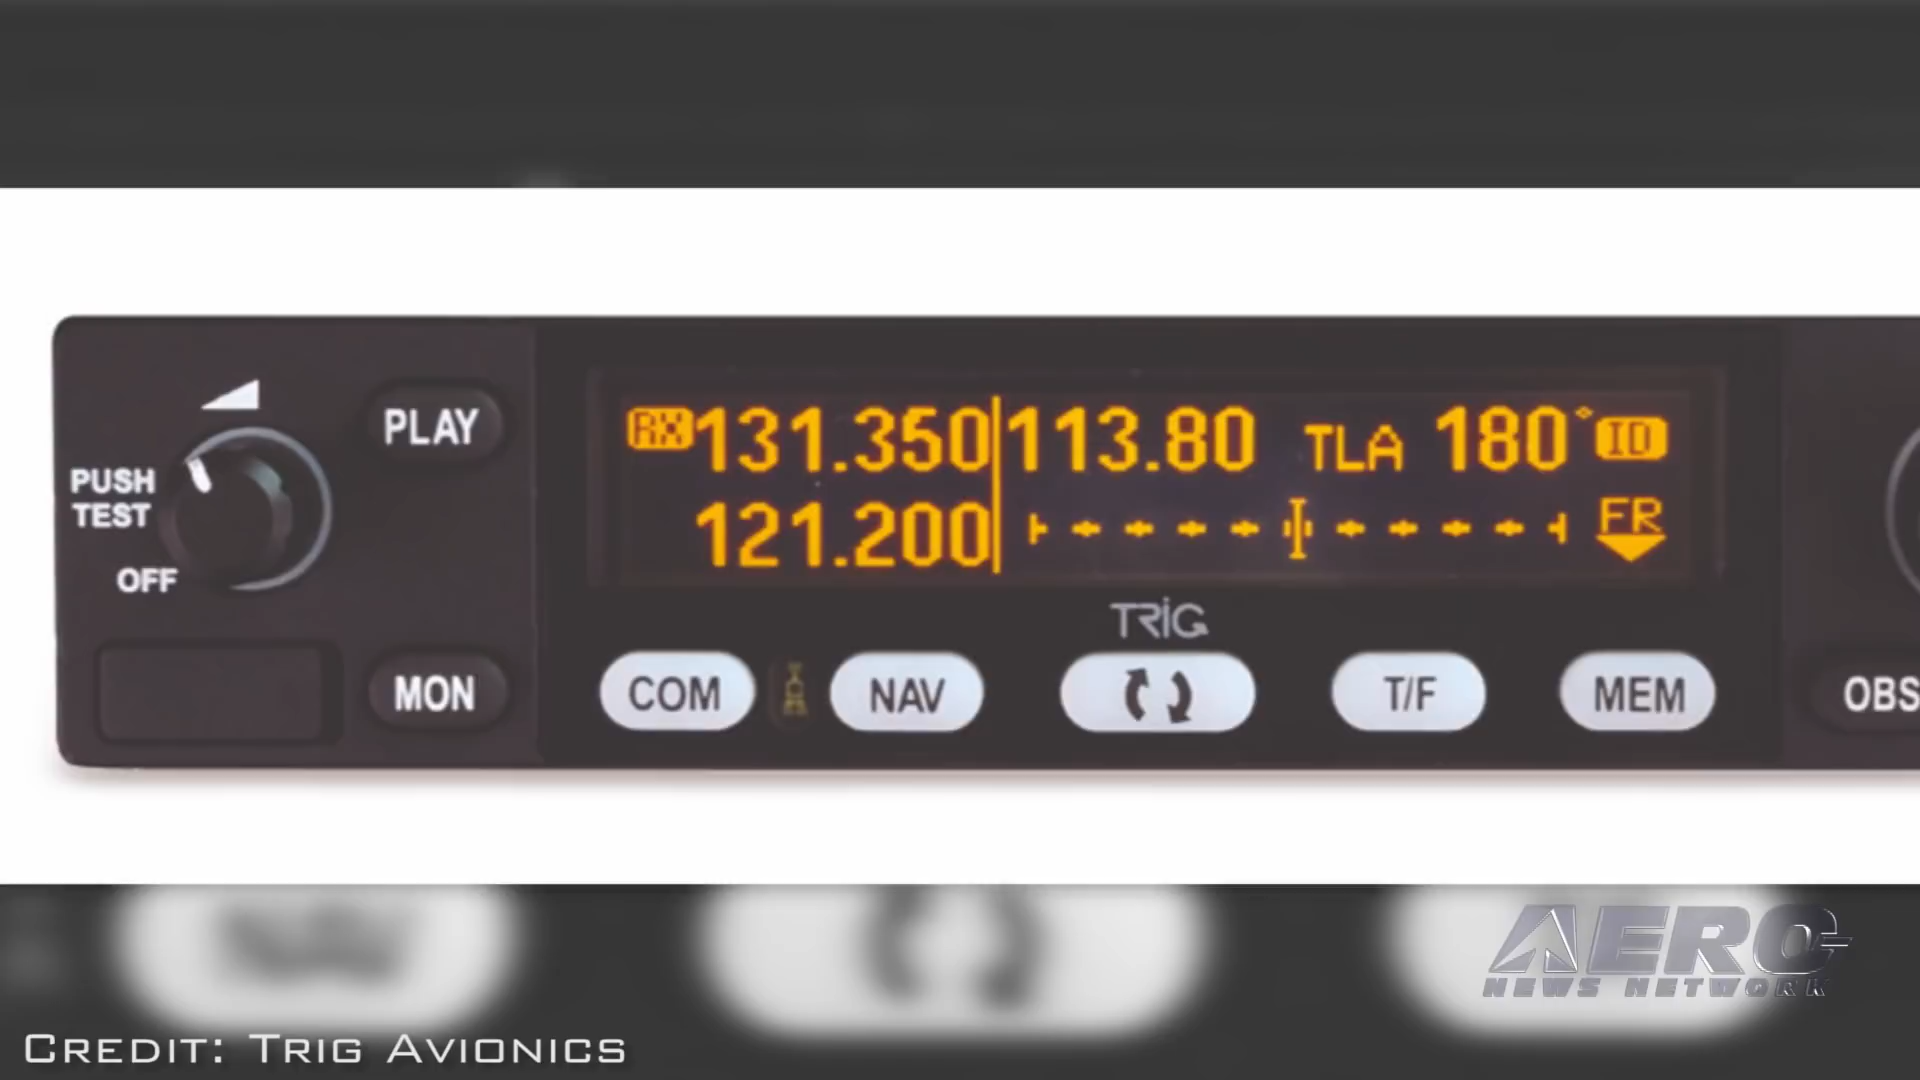 PLAY
PUSH
TEST
OFF
MON
RX 131.350 113.80 TLA 180° ID
121.200 FR
TRIG
COM NAV T/F MEM OBS
AERO
NEWS NETWORK
CREDIT: TRIG AVIONICS